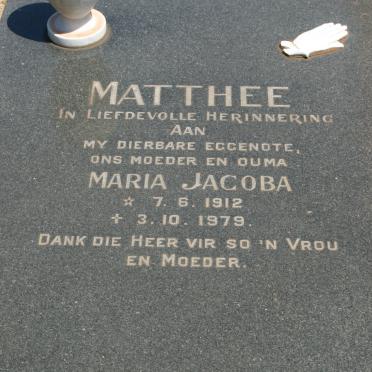 MATTHEE
IN LIEFDEVOLLE HERINNERING
AAN
MY DIERBARE EGGENOTE,
ONS MOEDER EN OUMA
MARIA JACOBA
☆ 7. 6. 1912
✝ 3. 10. 1979.
DANK DIE HEER VIR SO 'N VROU
EN MOEDER.